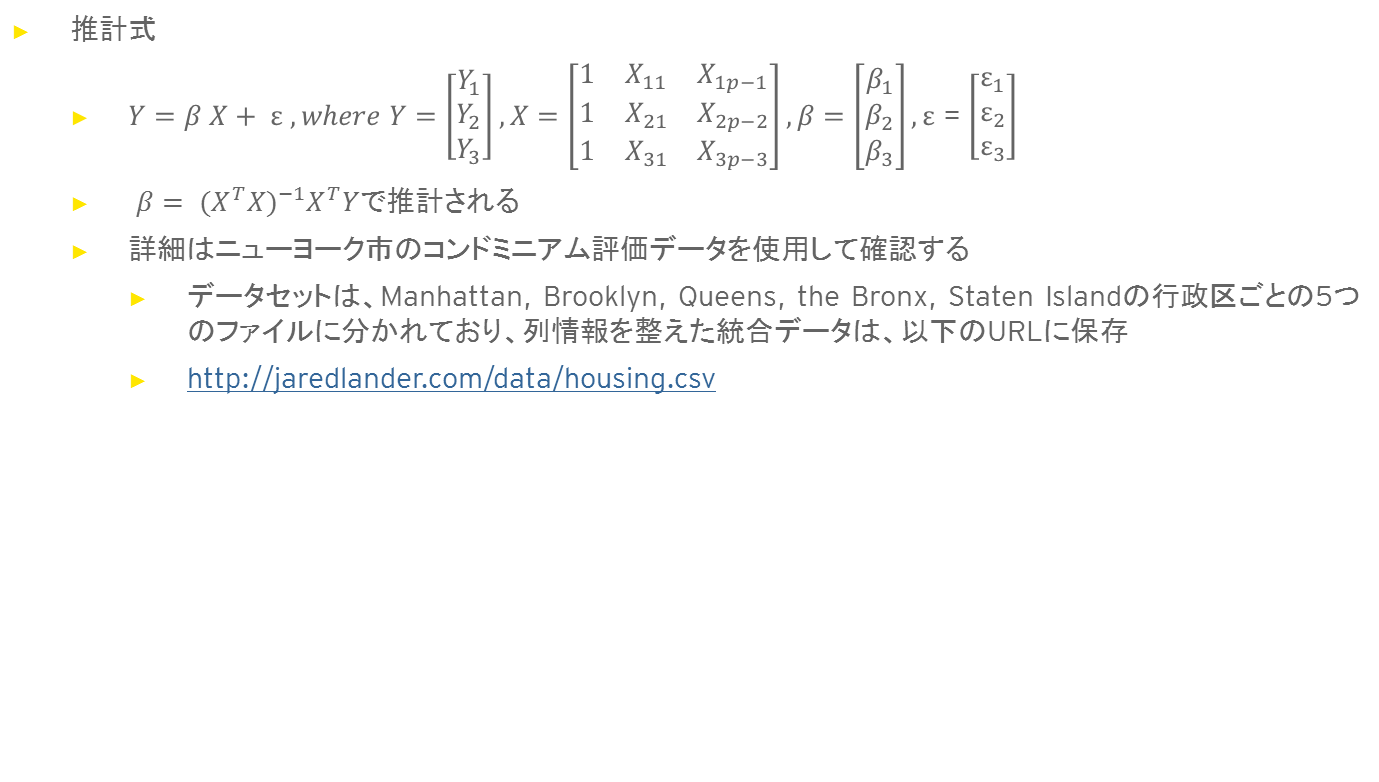 ► 推計式
► 𝑌 = 𝛽 𝑋 + ε , 𝑤ℎ𝑒𝑟𝑒 𝑌 = [𝑌₁ 𝑌₂ 𝑌₃] , 𝑋 = [1 𝑋₁₁ 𝑋₁ₚ₋₁ 1 𝑋₂₁ 𝑋₂ₚ₋₂ 1 𝑋₃₁ 𝑋₃ₚ₋₃] , 𝛽 = [𝛽₁ 𝛽₂ 𝛽₃] , ε = [ε₁ ε₂ ε₃]
► 𝛽 = (𝑋ᵀ𝑋)⁻¹𝑋ᵀ𝑌で推計される
► 詳細はニューヨーク市のコンドミニアム評価データを使用して確認する
► データセットは、Manhattan, Brooklyn, Queens, the Bronx, Staten Islandの行政区ごとの5つ
のファイルに分かれており、列情報を整えた統合データは、以下のURLに保存
► http://jaredlander.com/data/housing.csv